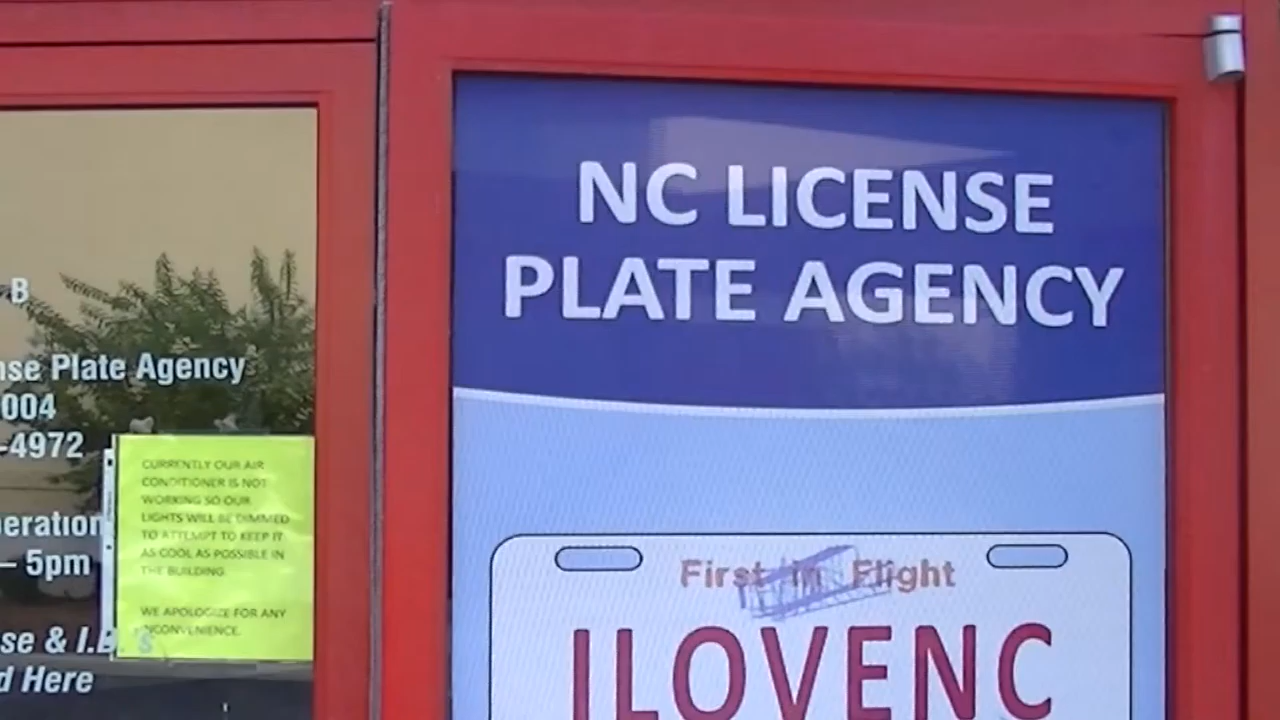 B
nse Plate Agency
004
-4972
peration
– 5pm
se & I.D.'s
d Here
CURRENTLY OUR AIR
CONDITIONER IS NOT
WORKING SO OUR
LIGHTS WILL BE DIMMED
TO ATTEMPT TO KEEP IT
AS COOL AS POSSIBLE IN
THE BUILDING.
WE APOLOGIZE FOR ANY
INCONVENIENCE.
NC LICENSE
PLATE AGENCY
First in Flight
ILOVENC